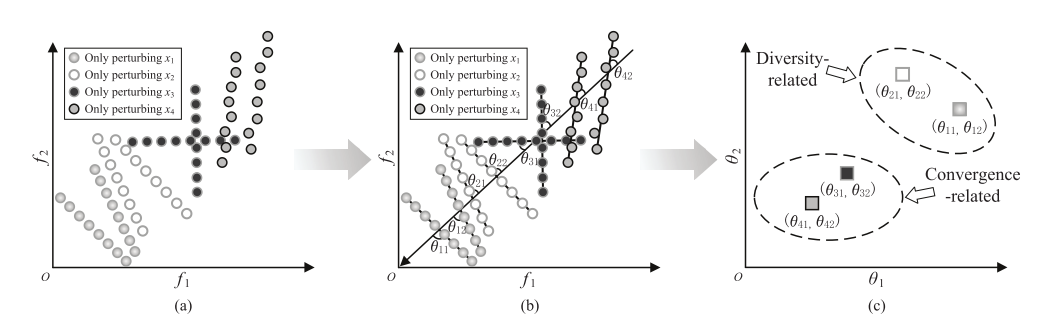 Only perturbing x₁
Only perturbing x₂
Only perturbing x₃
Only perturbing x₄
f₂
O
f₁
(a)
Only perturbing x₁
Only perturbing x₂
Only perturbing x₃
Only perturbing x₄
θ₄₂
θ₄₁
θ₃₂
θ₃₁
θ₂₂
θ₂₁
θ₁₂
θ₁₁
f₂
O
f₁
(b)
Diversity-
related
(θ₂₁, θ₂₂)
(θ₁₁, θ₁₂)
Convergence
-related
(θ₃₁, θ₃₂)
(θ₄₁, θ₄₂)
θ₂
O
θ₁
(c)